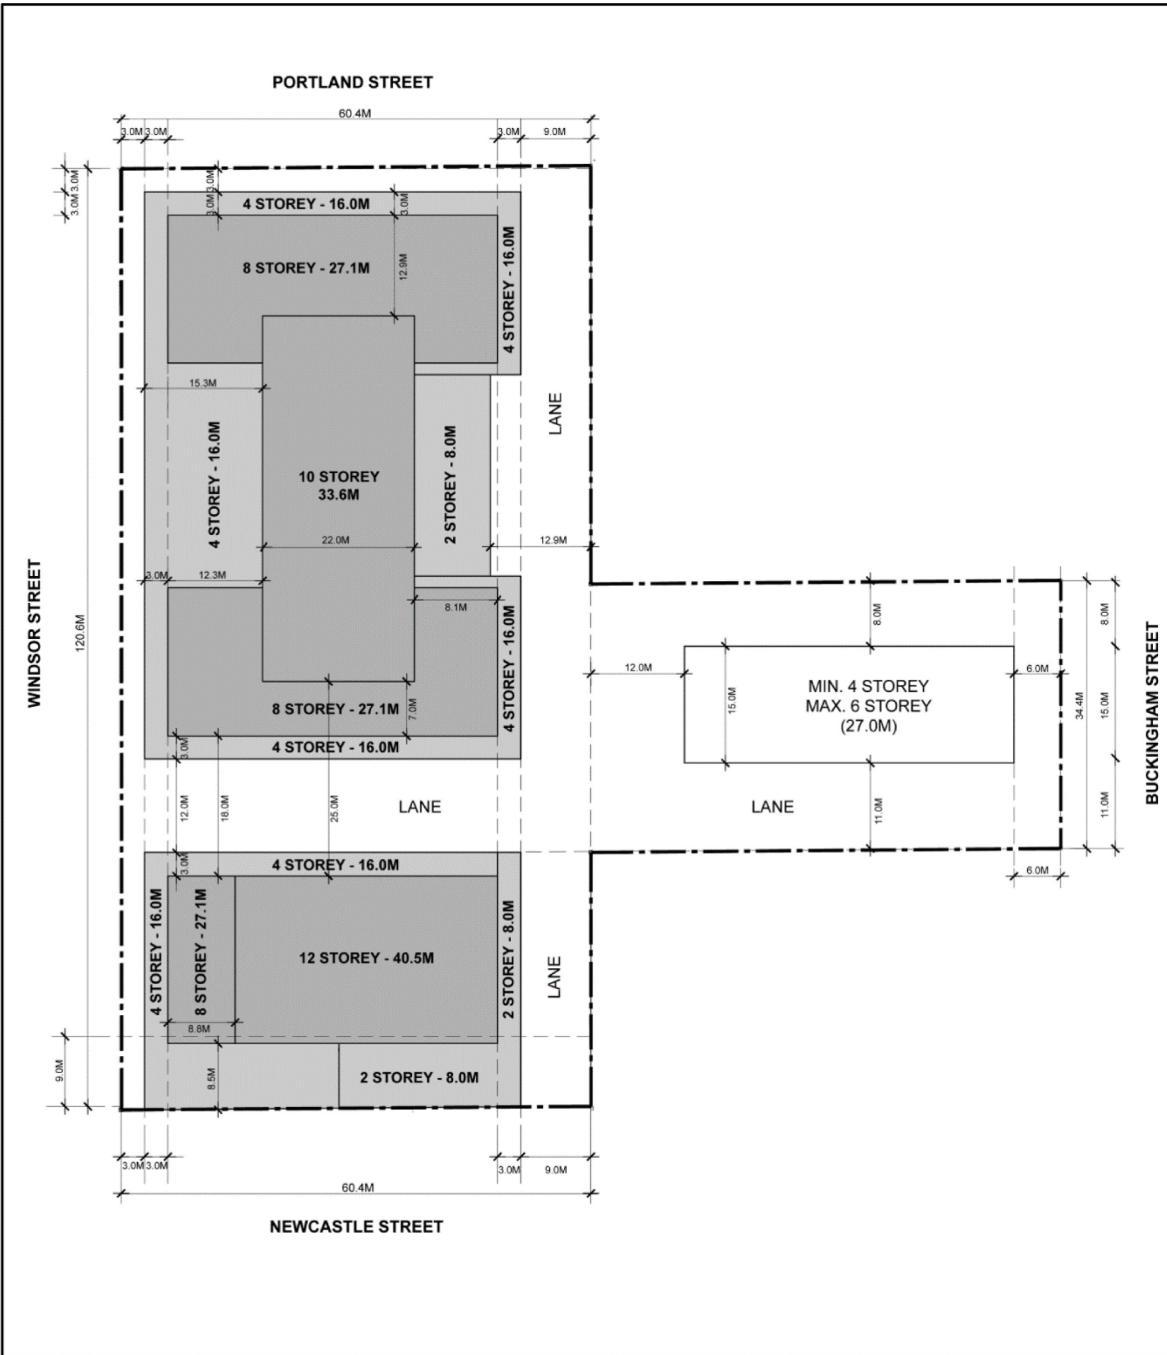 PORTLAND STREET
60.4M
3.0M 3.0M 3.0M 9.0M
3.0M
3.0M
3.0M
3.0M
4 STOREY - 16.0M
3.0M
8 STOREY - 27.1M
12.9M
4 STOREY - 16.0M
15.3M
LANE
4 STOREY - 16.0M
10 STOREY
33.6M
2 STOREY - 8.0M
22.0M
12.9M
3.0M
12.3M
8.1M
WINDSOR STREET
120.6M
4 STOREY - 16.0M
8 STOREY - 27.1M
7.0M
4 STOREY - 16.0M
3.0M
12.0M
18.0M
25.0M
LANE
8.0M
8.0M
12.0M
15.0M
MIN. 4 STOREY
MAX. 6 STOREY
(27.0M)
6.0M
34.4M
15.0M
BUCKINGHAM STREET
LANE
11.0M
11.0M
6.0M
3.0M
4 STOREY - 16.0M
4 STOREY - 16.0M
8 STOREY - 27.1M
12 STOREY - 40.5M
2 STOREY - 8.0M
LANE
8.8M
9.0M
8.5M
2 STOREY - 8.0M
3.0M 3.0M 3.0M 9.0M
60.4M
NEWCASTLE STREET